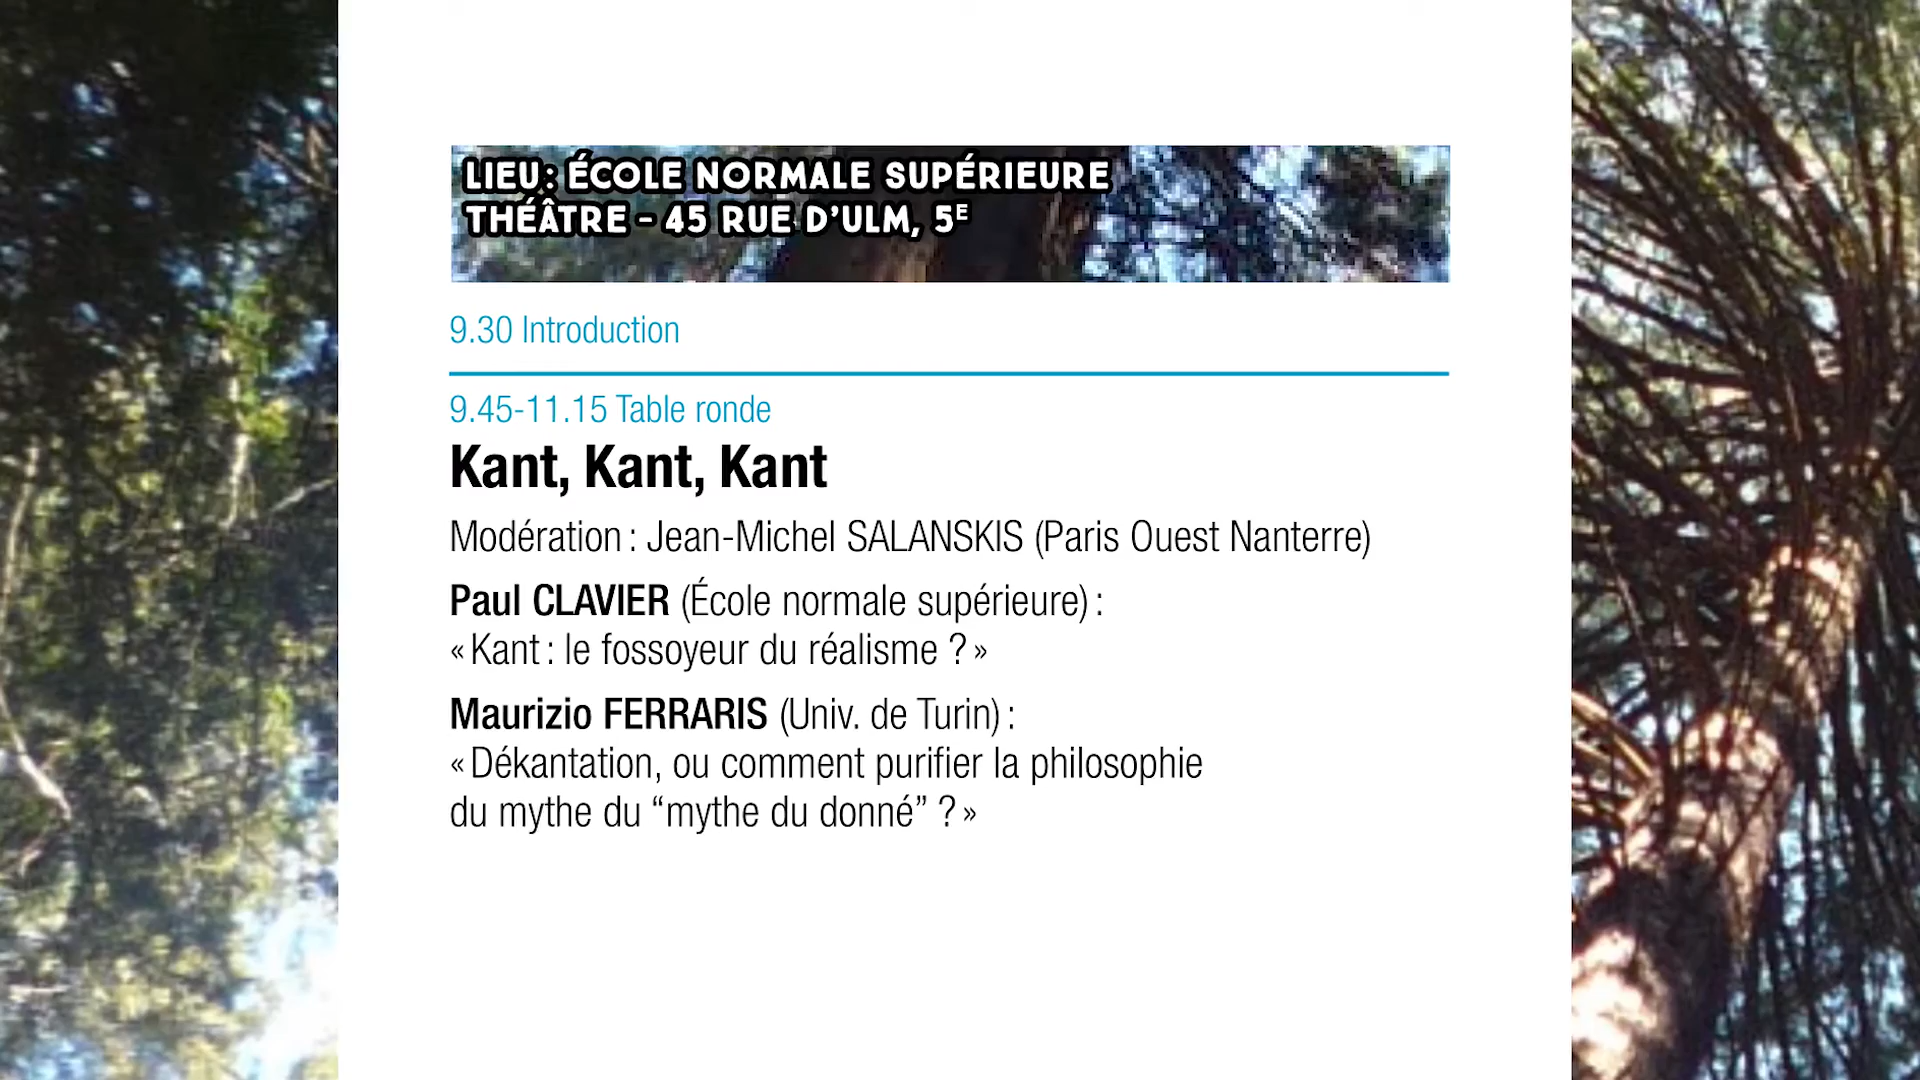 LIEU : ÉCOLE NORMALE SUPÉRIEURE
THÉÂTRE - 45 RUE D’ULM, 5E
9.30 Introduction
9.45-11.15 Table ronde
Kant, Kant, Kant
Modération : Jean-Michel SALANSKIS (Paris Ouest Nanterre)
Paul CLAVIER (École normale supérieure) :
« Kant : le fossoyeur du réalisme ? »
Maurizio FERRARIS (Univ. de Turin) :
« Dékantation, ou comment purifier la philosophie
du mythe du “mythe du donné” ? »